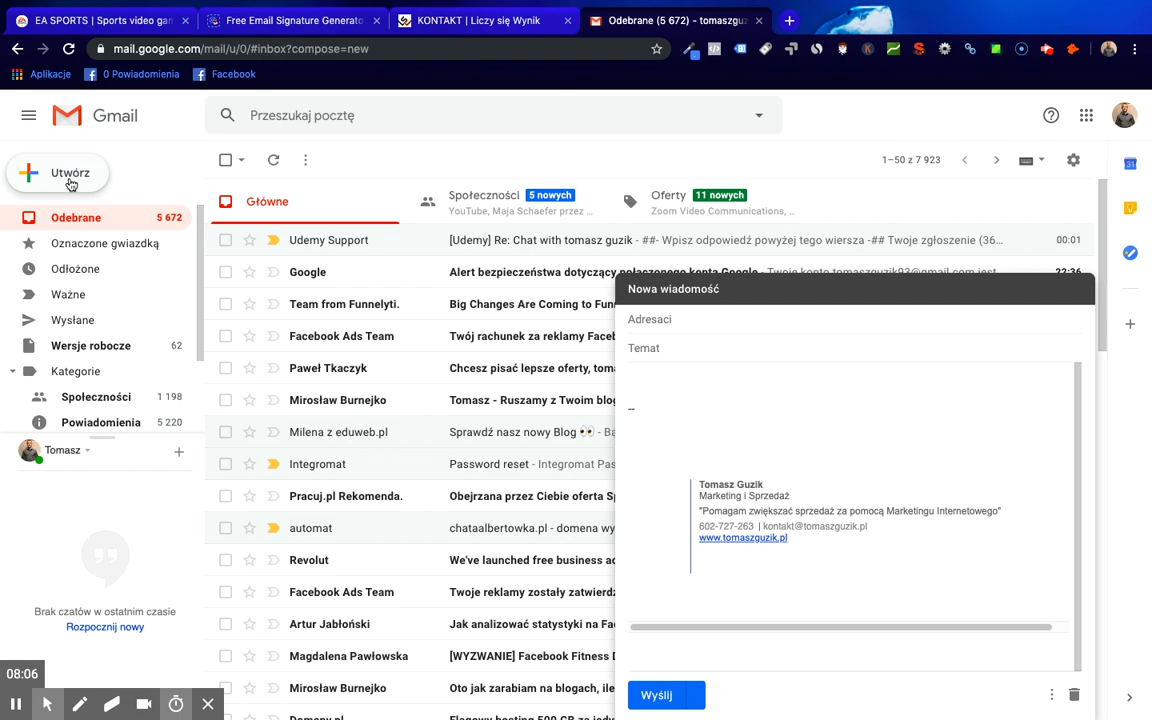 EA SPORTS | Sports video gam
Free Email Signature Generato
KONTAKT | Liczy się Wynik
Odebrane (5 672) - tomaszguz
mail.google.com/mail/u/0/#inbox?compose=new
Aplikacje
0 Powiadomienia
Facebook
Gmail
Przeszukaj pocztę
Utwórz
1–50 z 7 923
Odebrane 5 672
Oznaczone gwiazdką
Odłożone
Ważne
Wysłane
Wersje robocze 62
Kategorie
Społeczności 1 198
Powiadomienia 5 220
Tomasz
Brak czatów w ostatnim czasie
Rozpocznij nowy
Główne
Społeczności 5 nowych
YouTube, Maja Schaefer przez ...
Oferty 11 nowych
Zoom Video Communications, ...
Udemy Support [Udemy] Re: Chat with tomasz guzik - ##- Wpisz odpowiedź powyżej tego wiersza -## Twoje zgłoszenie (36... 00:01
Google Alert bezpieczeństwa dotyczący połączonego konta Google - Twoje konto tomaszguzik93@gmail.com jest 22:36
Team from Funnelyti. Big Changes Are Coming to Fun
Facebook Ads Team Twój rachunek za reklamy Faceb
Paweł Tkaczyk Chcesz pisać lepsze oferty, toma
Mirosław Burnejko Tomasz - Ruszamy z Twoim blog
Milena z eduweb.pl Sprawdź nasz nowy Blog 👀 - Ba
Integromat Password reset - Integromat Pas
Pracuj.pl Rekomenda. Obejrzana przez Ciebie oferta Sp
automat chataalbertowka.pl - domena wy
Revolut We've launched free business ac
Facebook Ads Team Twoje reklamy zostały zatwierdz
Artur Jabłoński Jak analizować statystyki na Fac
Magdalena Pawłowska [WYZWANIE] Facebook Fitness D
Mirosław Burnejko Oto jak zarabiam na blogach, ile
Nowa wiadomość
Adresaci
Temat
--
Tomasz Guzik
Marketing i Sprzedaż
"Pomagam zwiększać sprzedaż za pomocą Marketingu Internetowego"
602-727-263 | kontakt@tomaszguzik.pl
www.tomaszguzik.pl
Wyślij
08:06